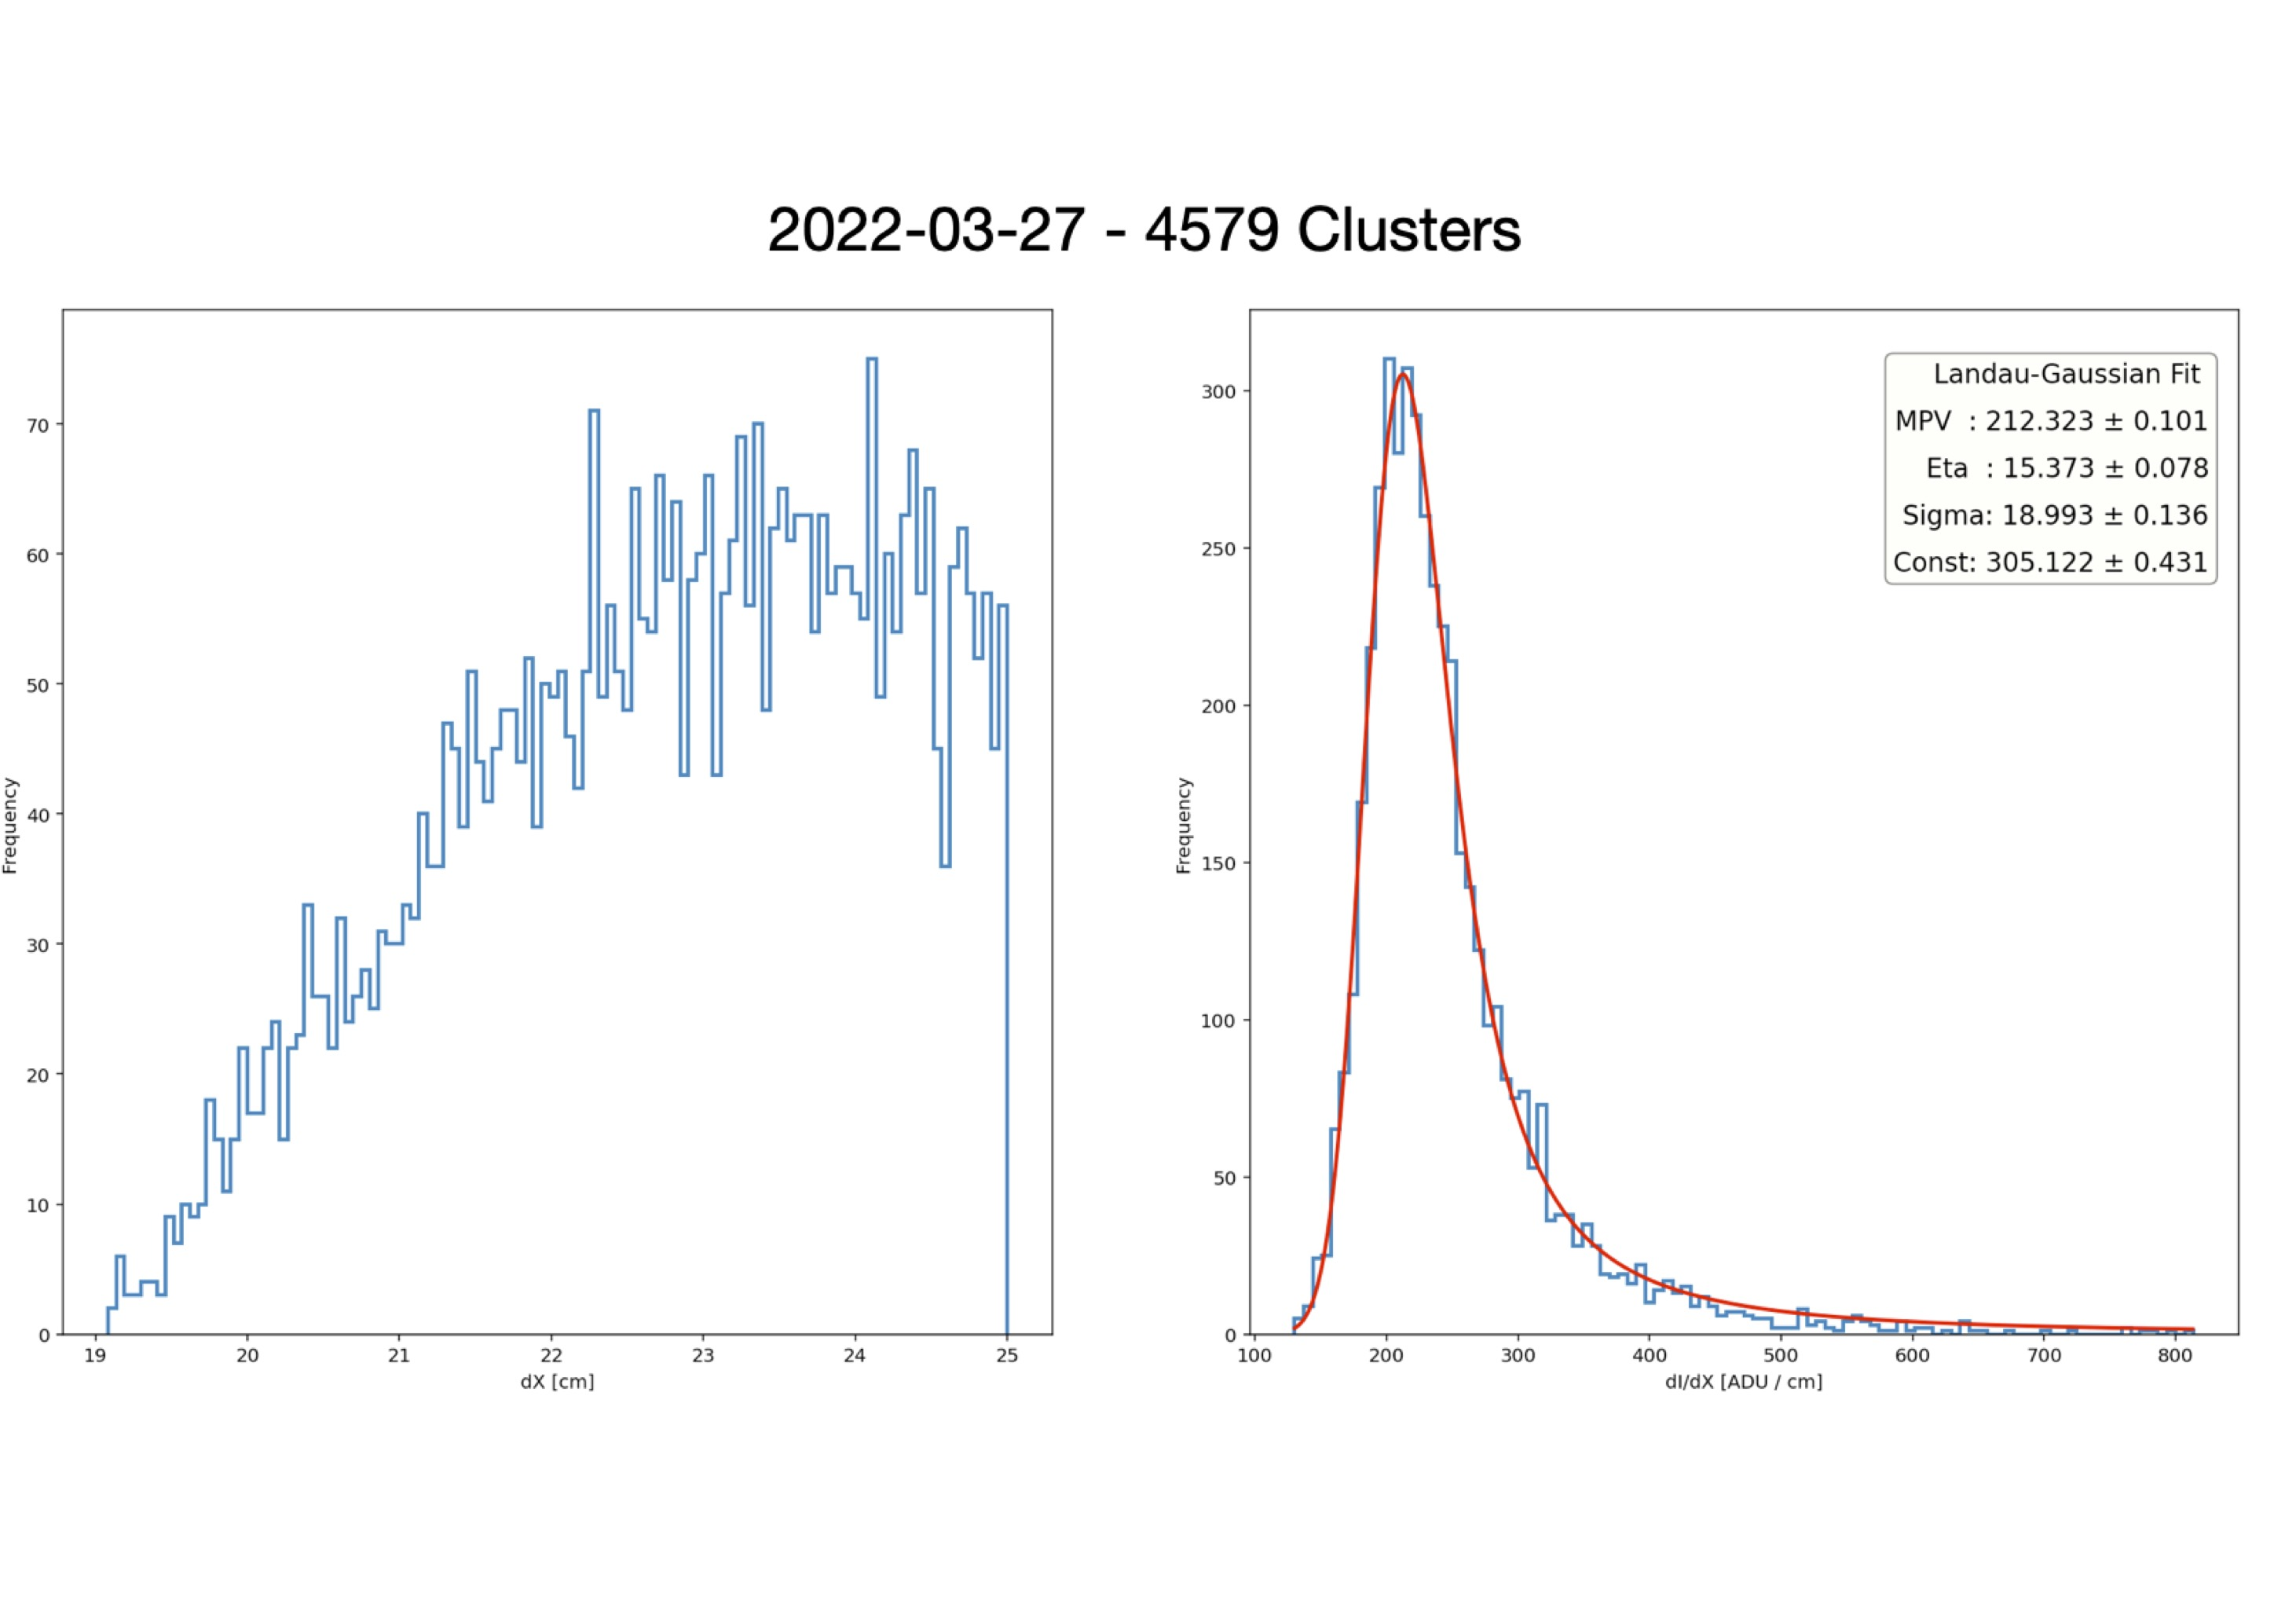 2022-03-27 - 4579 Clusters
Frequency
70
60
50
40
30
20
10
0
19 20 21 22 23 24 25
dX [cm]
Frequency
300
250
200
150
100
50
0
100 200 300 400 500 600 700 800
dI/dX [ADU / cm]
Landau-Gaussian Fit
MPV : 212.323 ± 0.101
Eta : 15.373 ± 0.078
Sigma: 18.993 ± 0.136
Const: 305.122 ± 0.431